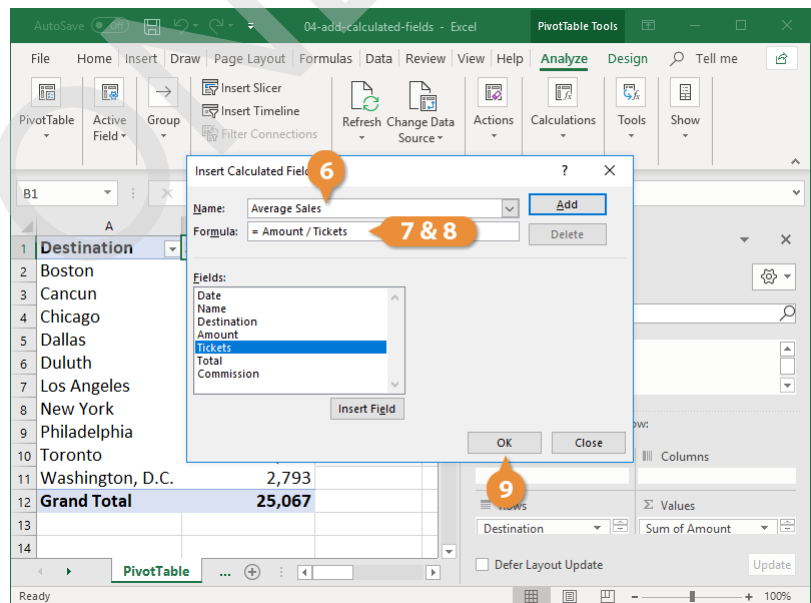 AutoSave Off 04-add-calculated-fields - Excel PivotTable Tools
File Home Insert Draw Page Layout Formulas Data Review View Help Analyze Design Tell me
PivotTable
Active Field
Group
Insert Slicer
Insert Timeline
Filter Connections
Refresh
Change Data Source
Actions
Calculations
Tools
Show
Insert Calculated Field
6
? ×
B1
Name: Average Sales
Add
Formula: = Amount / Tickets
7 & 8
Delete
Fields:
Date
Name
Destination
Amount
Tickets
Total
Commission
Insert Field
OK
Close
9
A
1 Destination
2 Boston
3 Cancun
4 Chicago
5 Dallas
6 Duluth
7 Los Angeles
8 New York
9 Philadelphia
10 Toronto
11 Washington, D.C. 2,793
12 Grand Total 25,067
13
14
Columns
Rows
Σ Values
Destination
Sum of Amount
Defer Layout Update
Update
PivotTable ...
Ready
- + 100%